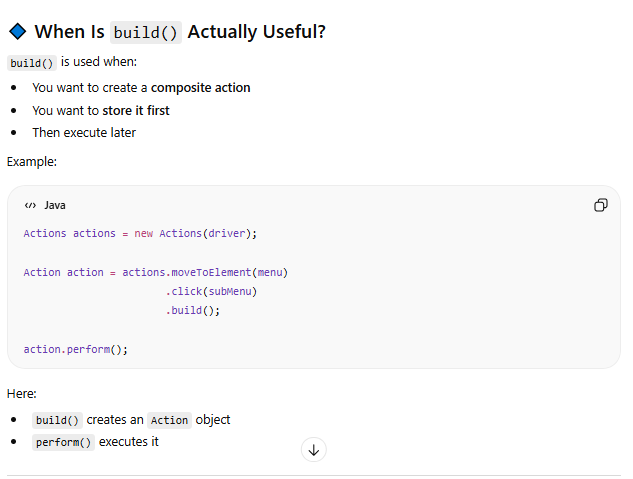 When Is build() Actually Useful?
build() is used when:
You want to create a composite action
You want to store it first
Then execute later
Example:
</> Java
Actions actions = new Actions(driver);
Action action = actions.moveToElement(menu)
.click(subMenu)
.build();
action.perform();
Here:
build() creates an Action object
perform() executes it